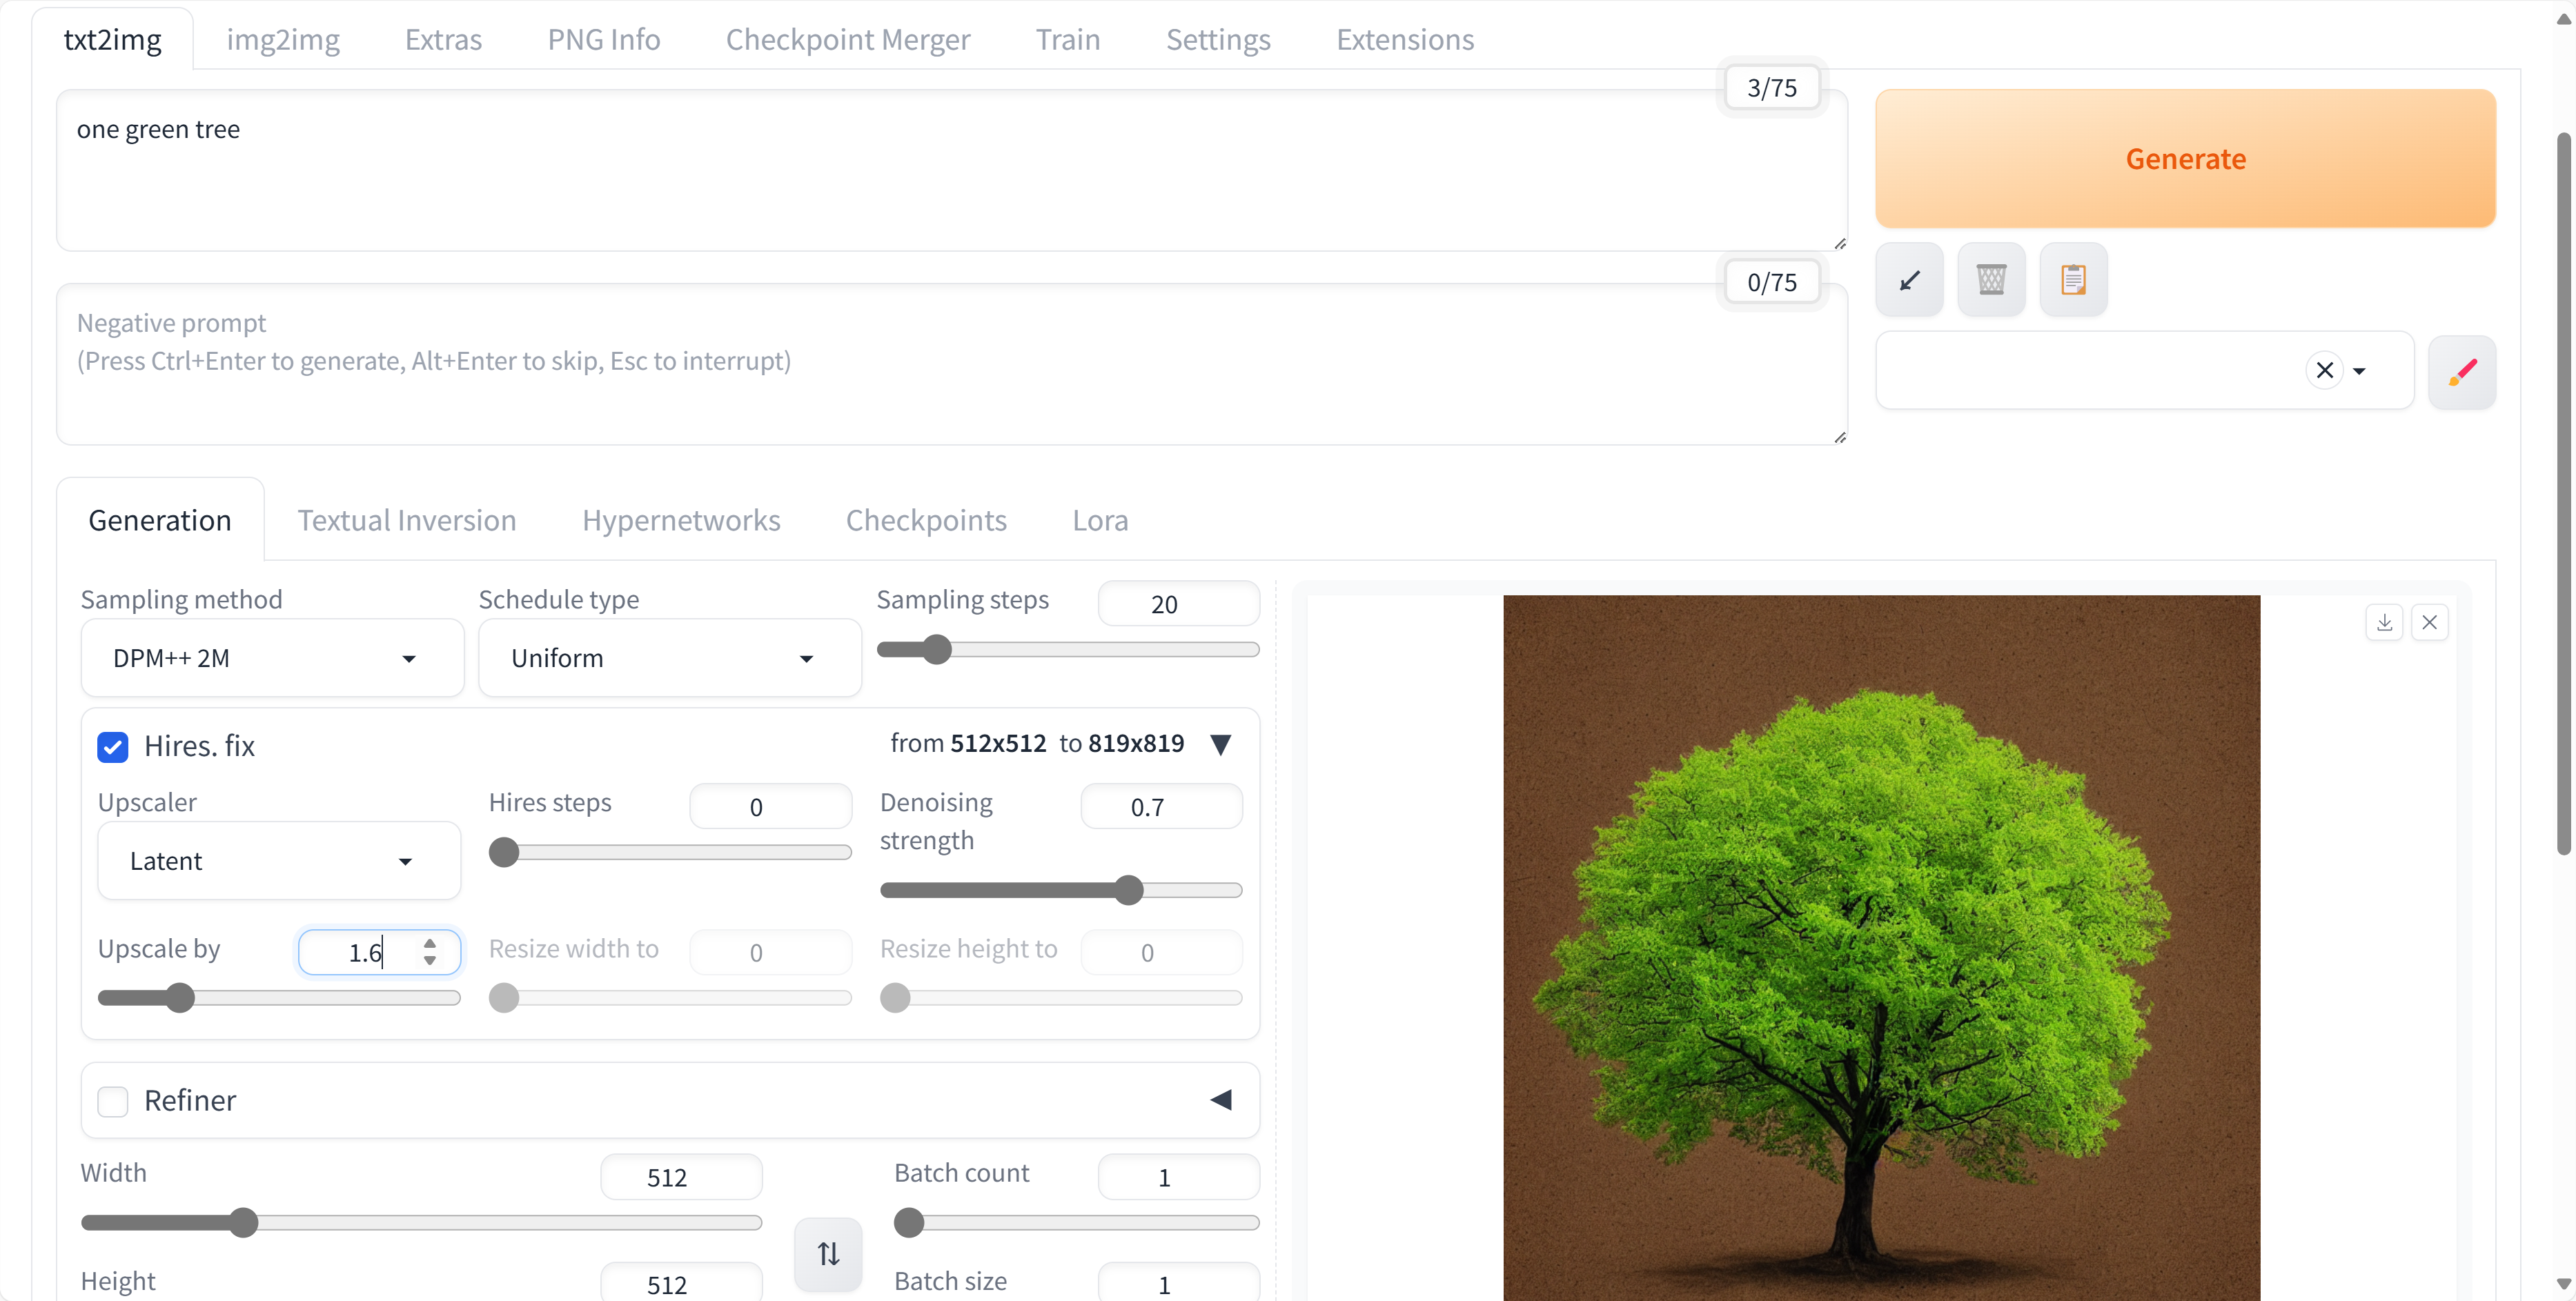 txt2img img2img Extras PNG Info Checkpoint Merger Train Settings Extensions
3/75
one green tree
Generate
0/75
Negative prompt
(Press Ctrl+Enter to generate, Alt+Enter to skip, Esc to interrupt)
Generation Textual Inversion Hypernetworks Checkpoints Lora
Sampling method Schedule type Sampling steps 20
DPM++ 2M Uniform
Hires. fix from 512x512 to 819x819
Upscaler Hires steps 0 Denoising strength 0.7
Latent
Upscale by 1.6 Resize width to 0 Resize height to 0
Refiner
Width 512 Batch count 1
Height 512 Batch size 1